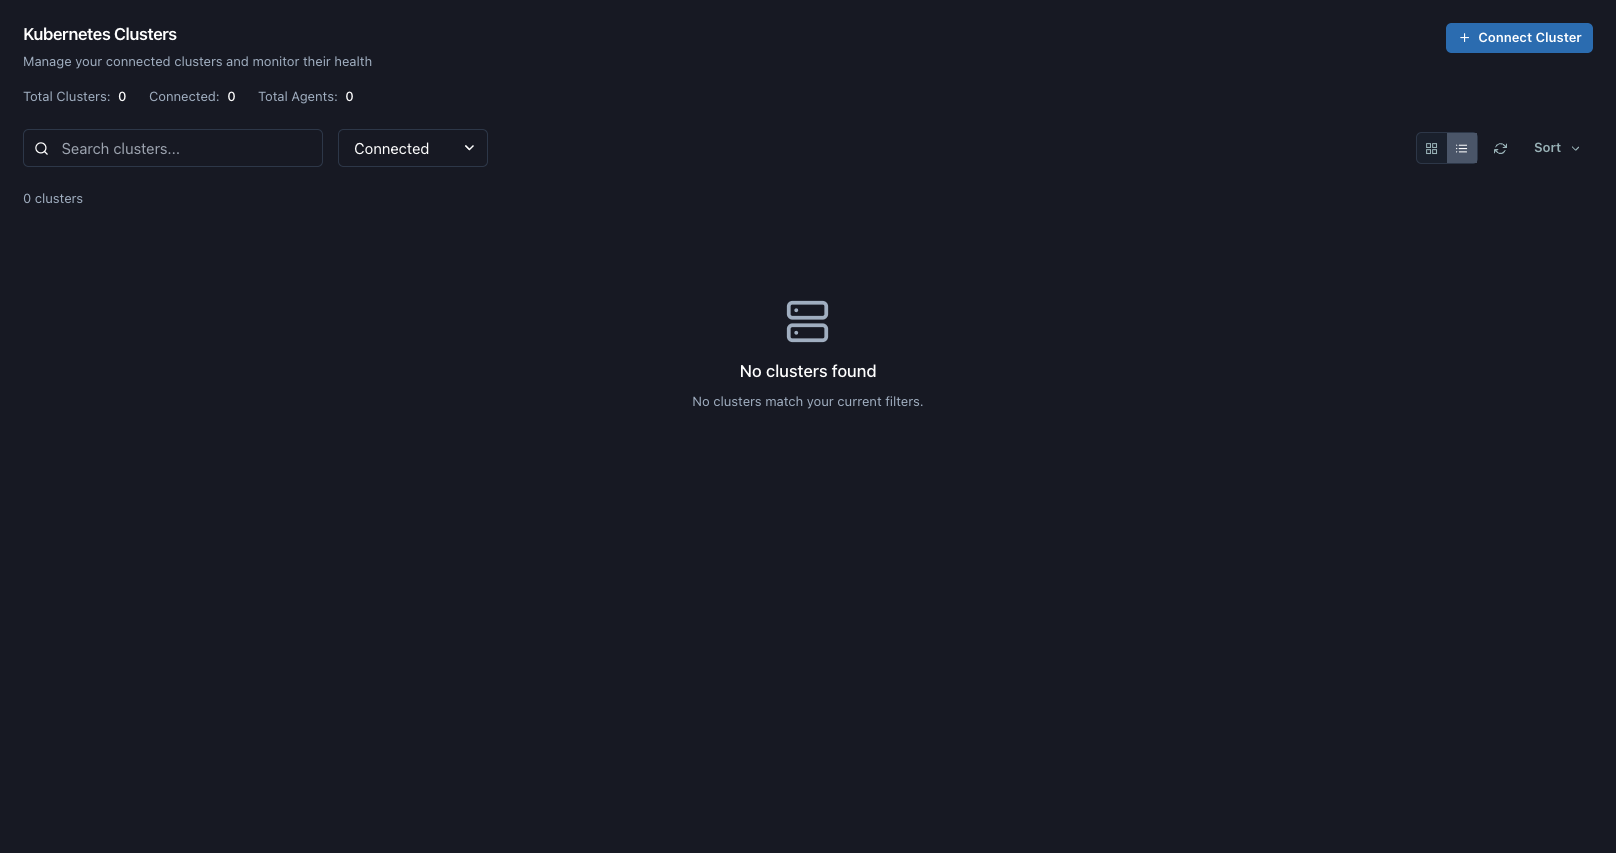 Kubernetes Clusters
+ Connect Cluster
Manage your connected clusters and monitor their health
Total Clusters: 0 Connected: 0 Total Agents: 0
Search clusters... Connected Sort
0 clusters
No clusters found
No clusters match your current filters.